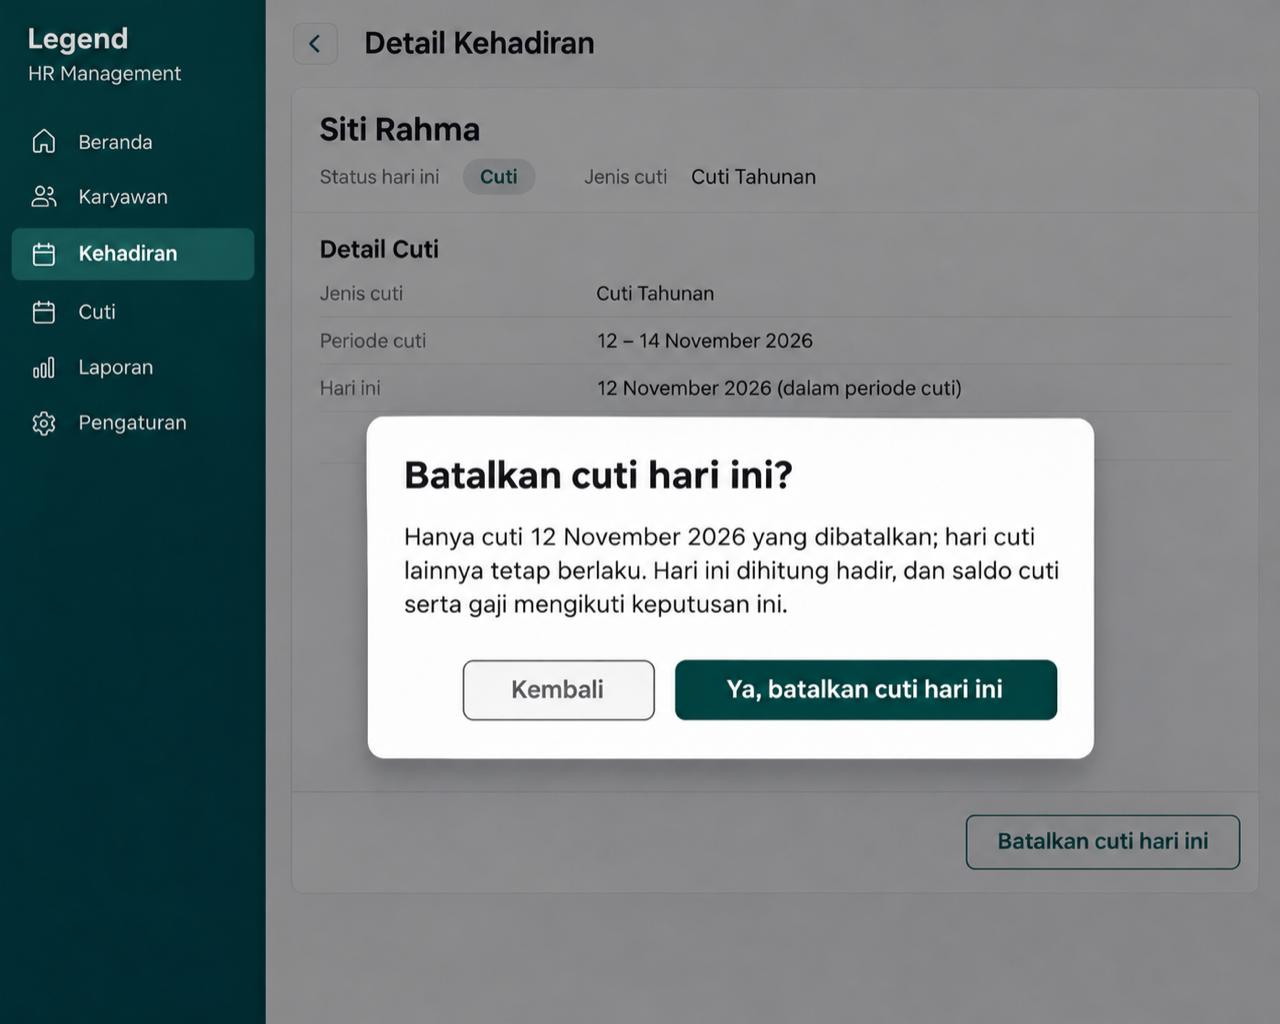 Legend
HR Management
Beranda
Karyawan
Kehadiran
Cuti
Laporan
Pengaturan
Detail Kehadiran
Siti Rahma
Status hari ini Cuti Jenis cuti Cuti Tahunan
Detail Cuti
Jenis cuti Cuti Tahunan
Periode cuti 12 – 14 November 2026
Hari ini 12 November 2026 (dalam periode cuti)
Batalkan cuti hari ini?
Hanya cuti 12 November 2026 yang dibatalkan; hari cuti
lainnya tetap berlaku. Hari ini dihitung hadir, dan saldo cuti
serta gaji mengikuti keputusan ini.
Kembali Ya, batalkan cuti hari ini
Batalkan cuti hari ini